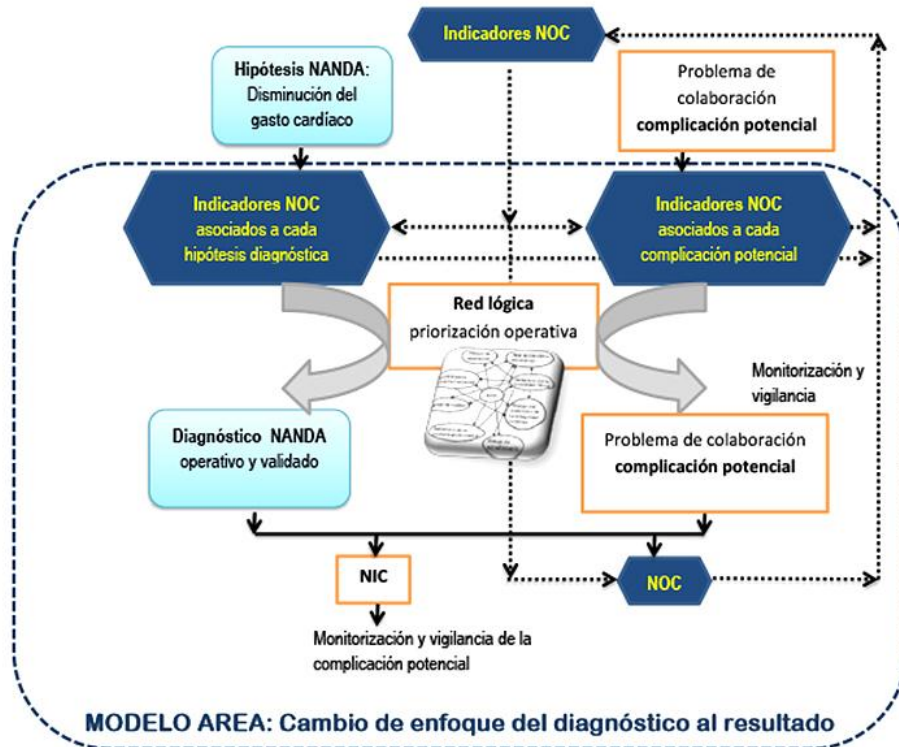 Indicadores NOC
Hipótesis NANDA:
Disminución del
gasto cardíaco
Problema de
colaboración
complicación potencial
Indicadores NOC
asociados a cada
hipótesis diagnóstica
Indicadores NOC
asociados a cada
complicación potencial
Red lógica
priorización operativa
Monitorización y
vigilancia
Diagnóstico NANDA
operativo y validado
Problema de colaboración
complicación potencial
NIC
NOC
Monitorización y vigilancia de la
complicación potencial
MODELO AREA: Cambio de enfoque del diagnóstico al resultado